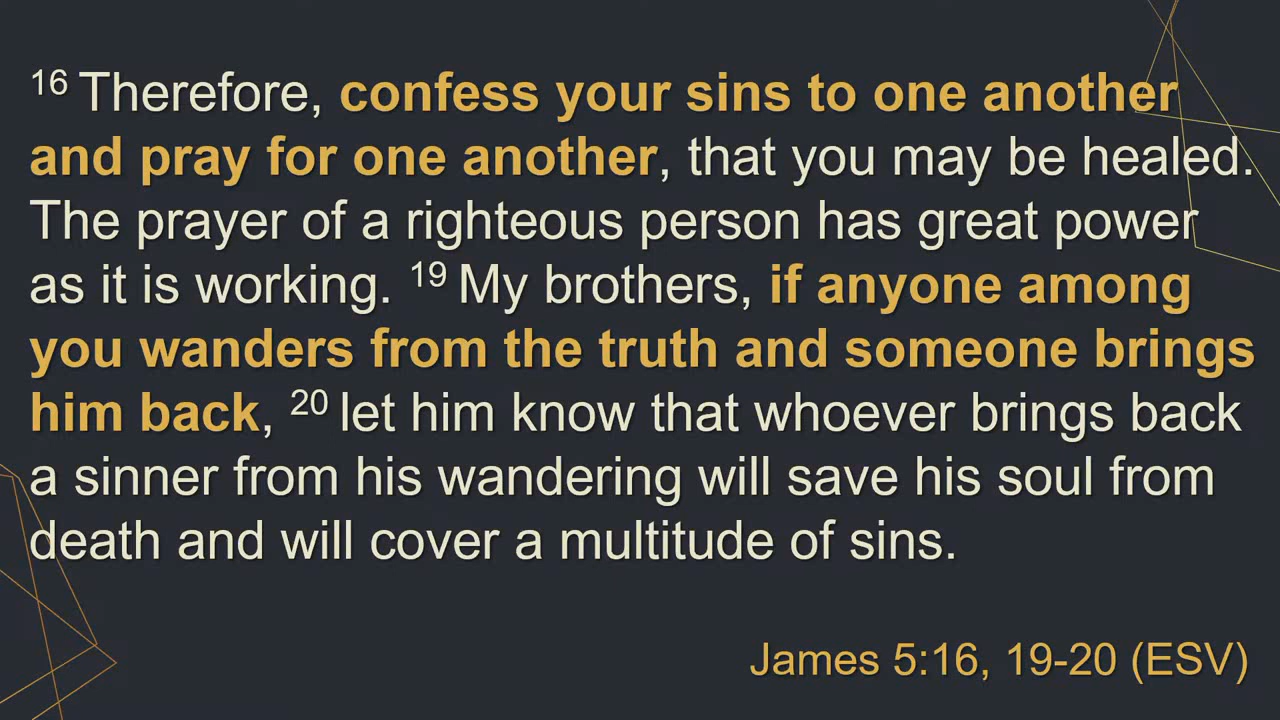 16 Therefore, confess your sins to one another
and pray for one another, that you may be healed.
The prayer of a righteous person has great power
as it is working. 19 My brothers, if anyone among
you wanders from the truth and someone brings
him back, 20 let him know that whoever brings back
a sinner from his wandering will save his soul from
death and will cover a multitude of sins.
James 5:16, 19-20 (ESV)